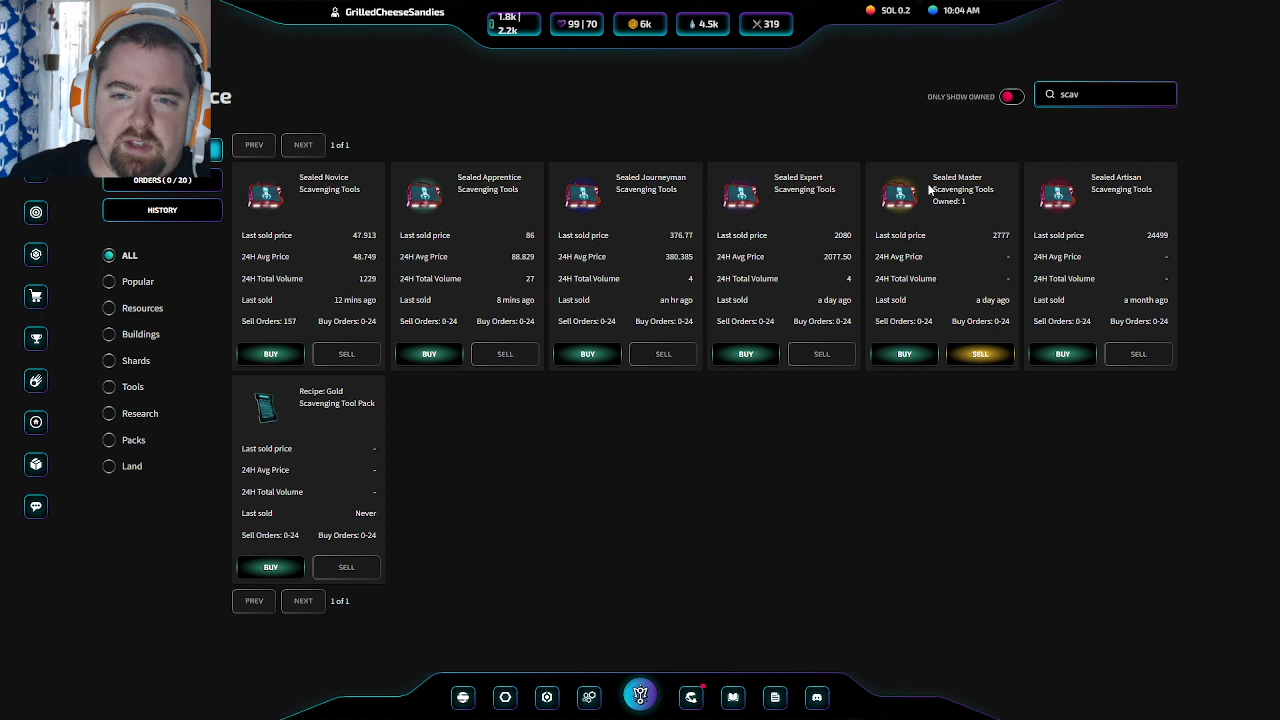 GrilledCheeseSandies
1.8k|
2.2k
99|70
6k
4.5k
319
SOL 0.2
10:04 AM
ce
ONLY SHOW OWNED
scav
PREV
NEXT
1 of 1
ORDERS ( 0 / 20 )
HISTORY
ALL
Popular
Resources
Buildings
Shards
Tools
Research
Packs
Land
Sealed Novice
Scavenging Tools
Last sold price 47.913
24H Avg Price 48.749
24H Total Volume 1229
Last sold 12 mins ago
Sell Orders: 157 Buy Orders: 0-24
BUY SELL
Sealed Apprentice
Scavenging Tools
Last sold price 86
24H Avg Price 88.829
24H Total Volume 27
Last sold 8 mins ago
Sell Orders: 0-24 Buy Orders: 0-24
BUY SELL
Sealed Journeyman
Scavenging Tools
Last sold price 376.77
24H Avg Price 380.385
24H Total Volume 4
Last sold an hr ago
Sell Orders: 0-24 Buy Orders: 0-24
BUY SELL
Sealed Expert
Scavenging Tools
Last sold price 2080
24H Avg Price 2077.50
24H Total Volume 4
Last sold a day ago
Sell Orders: 0-24 Buy Orders: 0-24
BUY SELL
Sealed Master
Scavenging Tools
Owned: 1
Last sold price 2777
24H Avg Price -
24H Total Volume -
Last sold a day ago
Sell Orders: 0-24 Buy Orders: 0-24
BUY SELL
Sealed Artisan
Scavenging Tools
Last sold price 24499
24H Avg Price -
24H Total Volume -
Last sold a month ago
Sell Orders: 0-24 Buy Orders: 0-24
BUY SELL
Recipe: Gold
Scavenging Tool Pack
Last sold price -
24H Avg Price -
24H Total Volume -
Last sold Never
Sell Orders: 0-24 Buy Orders: 0-24
BUY SELL
PREV
NEXT
1 of 1